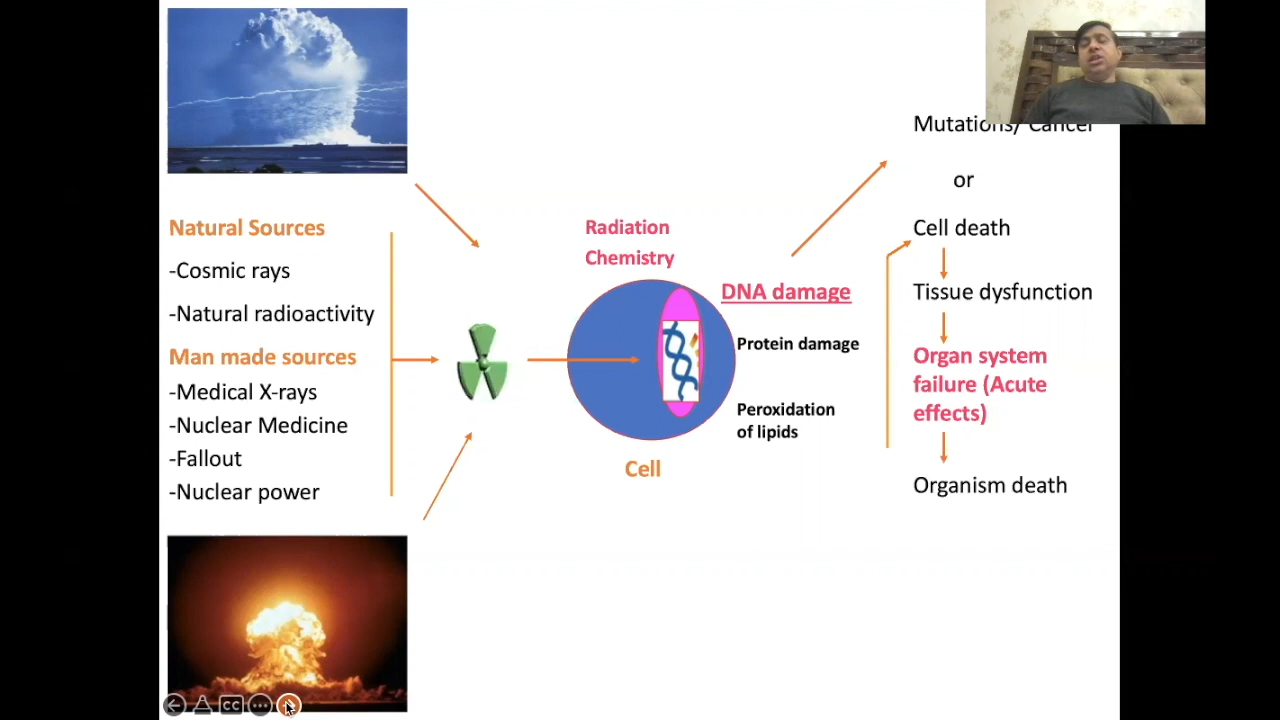 Natural Sources
-Cosmic rays
-Natural radioactivity
Man made sources
-Medical X-rays
-Nuclear Medicine
-Fallout
-Nuclear power
Radiation
Chemistry
Cell
DNA damage
Protein damage
Peroxidation
of lipids
Mutations/ Cancer
or
Cell death
Tissue dysfunction
Organ system
failure (Acute
effects)
Organism death
CC